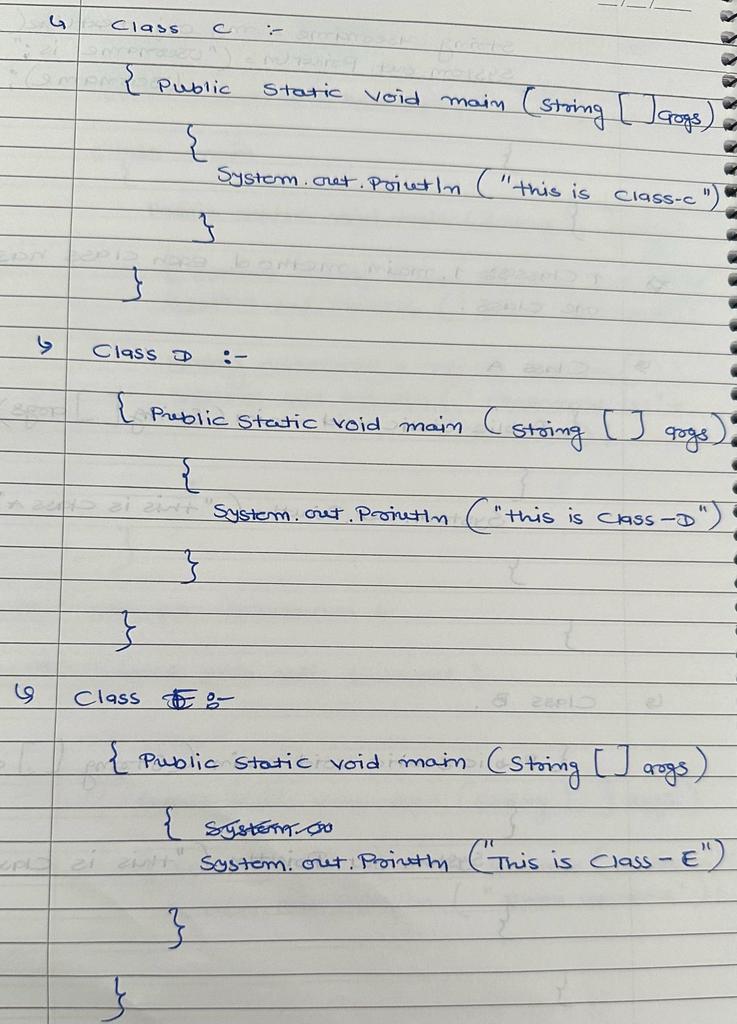 ↳ Class C :-
{ Public Static void main (String [ ] args)
{
System.out.Println ("this is Class-c")
}
}
↳ Class D :-
{ Public Static void main (String [ ] args)
{
System.out.Println ("this is Class-D")
}
}
↳ Class E :-
{ Public Static void main (String [ ] args)
{
System.out.Println ("This is Class-E")
}
}